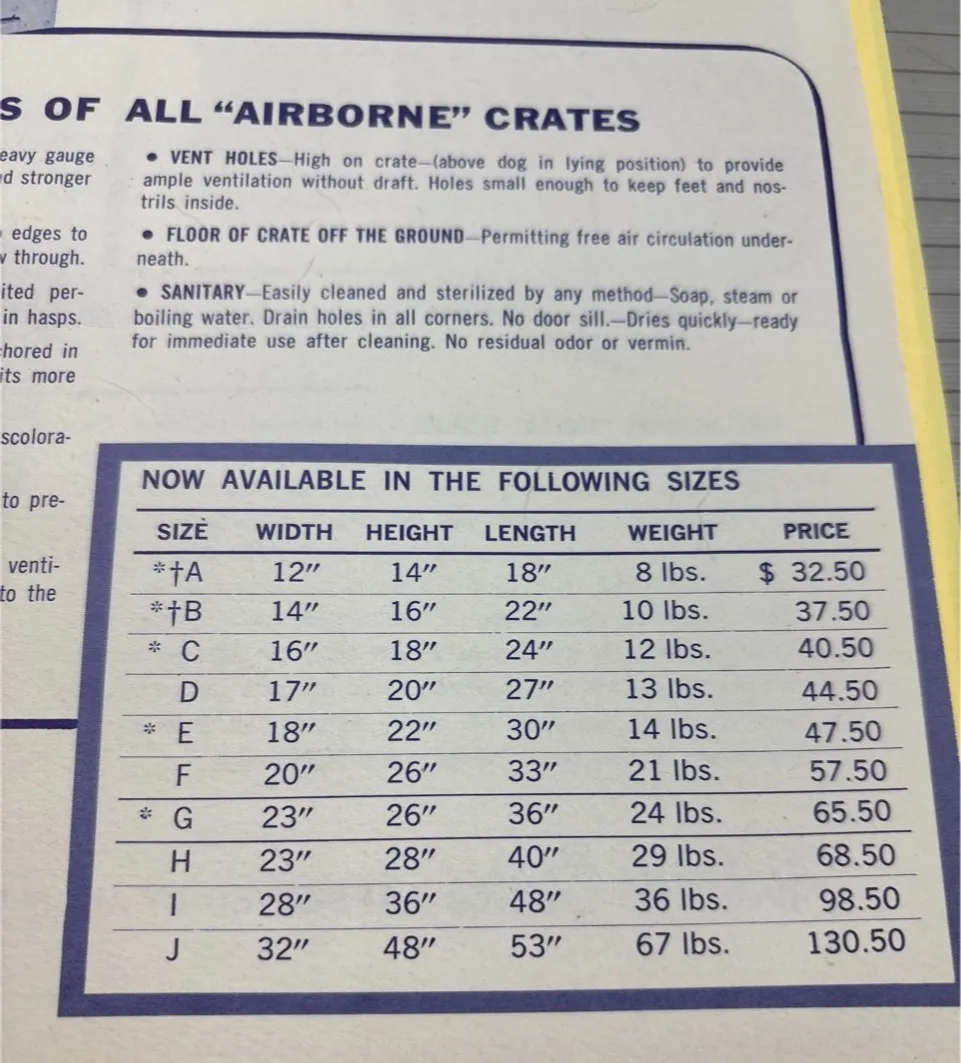 S OF ALL “AIRBORNE” CRATES
eavy gauge
d stronger
edges to
through.
ited per-
in hasps.
hored in
its more
scolora-
to pre-
venti-
to the
• VENT HOLES—High on crate—(above dog in lying position) to provide
ample ventilation without draft. Holes small enough to keep feet and nos-
trils inside.
• FLOOR OF CRATE OFF THE GROUND—Permitting free air circulation under-
neath.
• SANITARY—Easily cleaned and sterilized by any method—Soap, steam or
boiling water. Drain holes in all corners. No door sill.—Dries quickly—ready
for immediate use after cleaning. No residual odor or vermin.
NOW AVAILABLE IN THE FOLLOWING SIZES
SIZE WIDTH HEIGHT LENGTH WEIGHT PRICE
*†A 12″ 14″ 18″ 8 lbs. $ 32.50
*†B 14″ 16″ 22″ 10 lbs. 37.50
* C 16″ 18″ 24″ 12 lbs. 40.50
D 17″ 20″ 27″ 13 lbs. 44.50
* E 18″ 22″ 30″ 14 lbs. 47.50
F 20″ 26″ 33″ 21 lbs. 57.50
* G 23″ 26″ 36″ 24 lbs. 65.50
H 23″ 28″ 40″ 29 lbs. 68.50
I 28″ 36″ 48″ 36 lbs. 98.50
J 32″ 48″ 53″ 67 lbs. 130.50